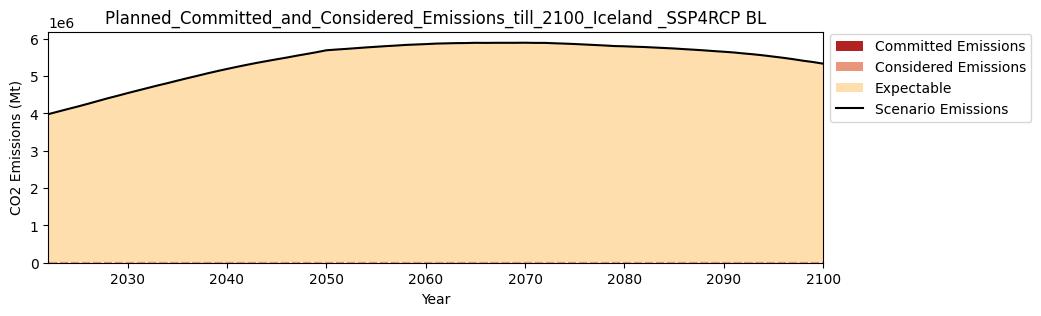 Planned_Committed_and_Considered_Emissions_till_2100_Iceland _SSP4RCP BL
1e6
6
5
4
3
2
1
0
CO2 Emissions (Mt)
2030 2040 2050 2060 2070 2080 2090 2100
Year
Committed Emissions
Considered Emissions
Expectable
Scenario Emissions